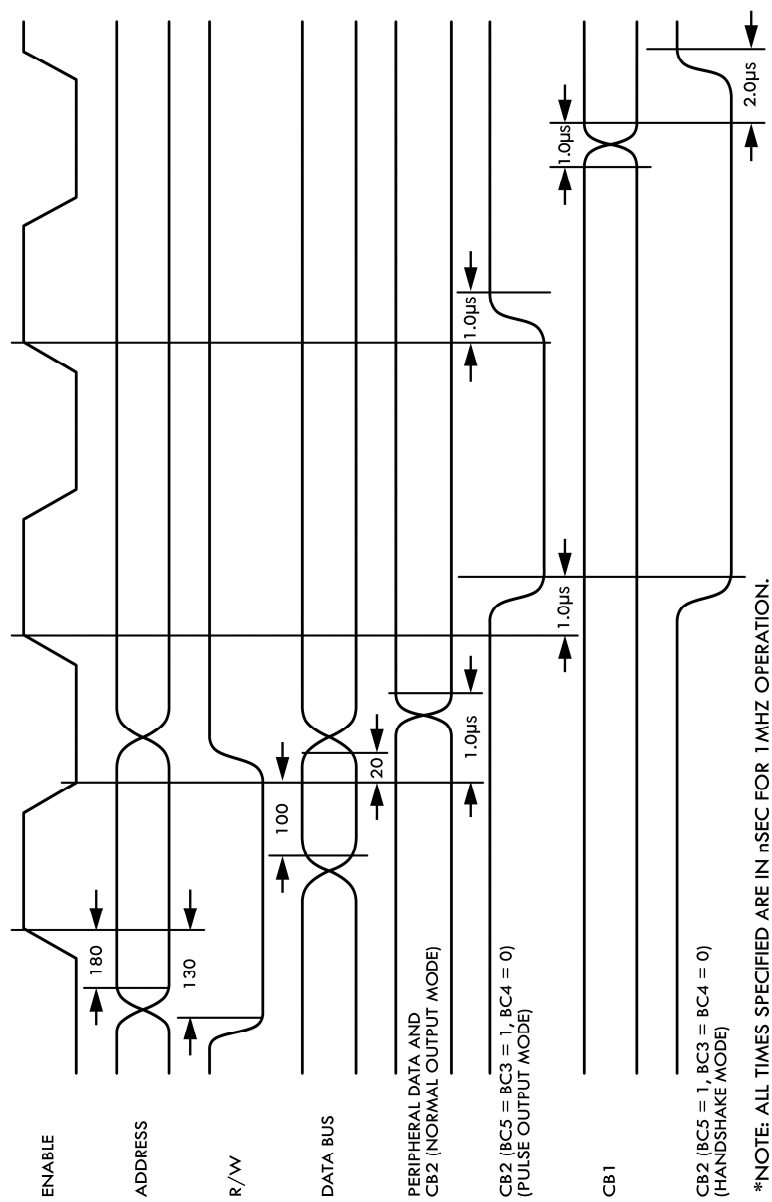 ENABLE
180
ADDRESS
130
R/W
100
DATA BUS
20
PERIPHERAL DATA AND
CB2 (NORMAL OUTPUT MODE)
1.0µs
1.0µs
CB2 (BC5 = BC3 = 1, BC4 = 0)
(PULSE OUTPUT MODE)
1.0µs
1.0µs
CB1
CB2 (BC5 = 1, BC3 = BC4 = 0)
(HANDSHAKE MODE)
2.0µs
*NOTE: ALL TIMES SPECIFIED ARE IN nSEC FOR 1MHZ OPERATION.